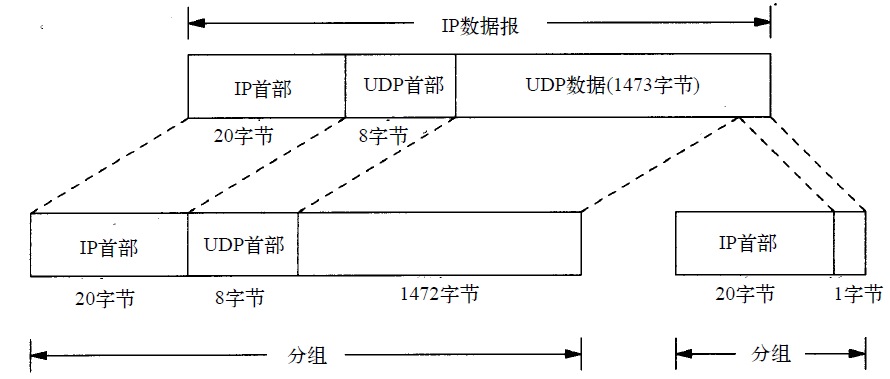 IP数据报
IP首部
UDP首部
UDP数据(1473字节)
20字节
8字节
IP首部
UDP首部
IP首部
20字节
8字节
1472字节
20字节
1字节
分组
分组